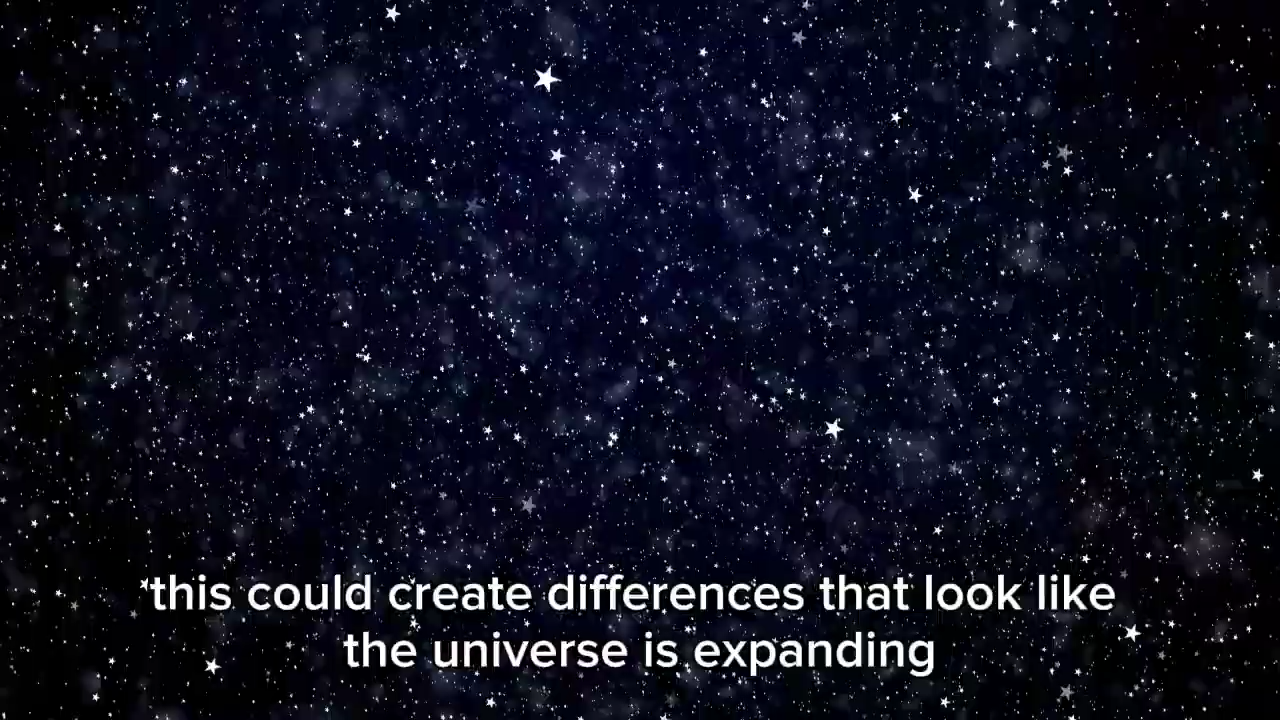 this could create differences that look like
the universe is expanding